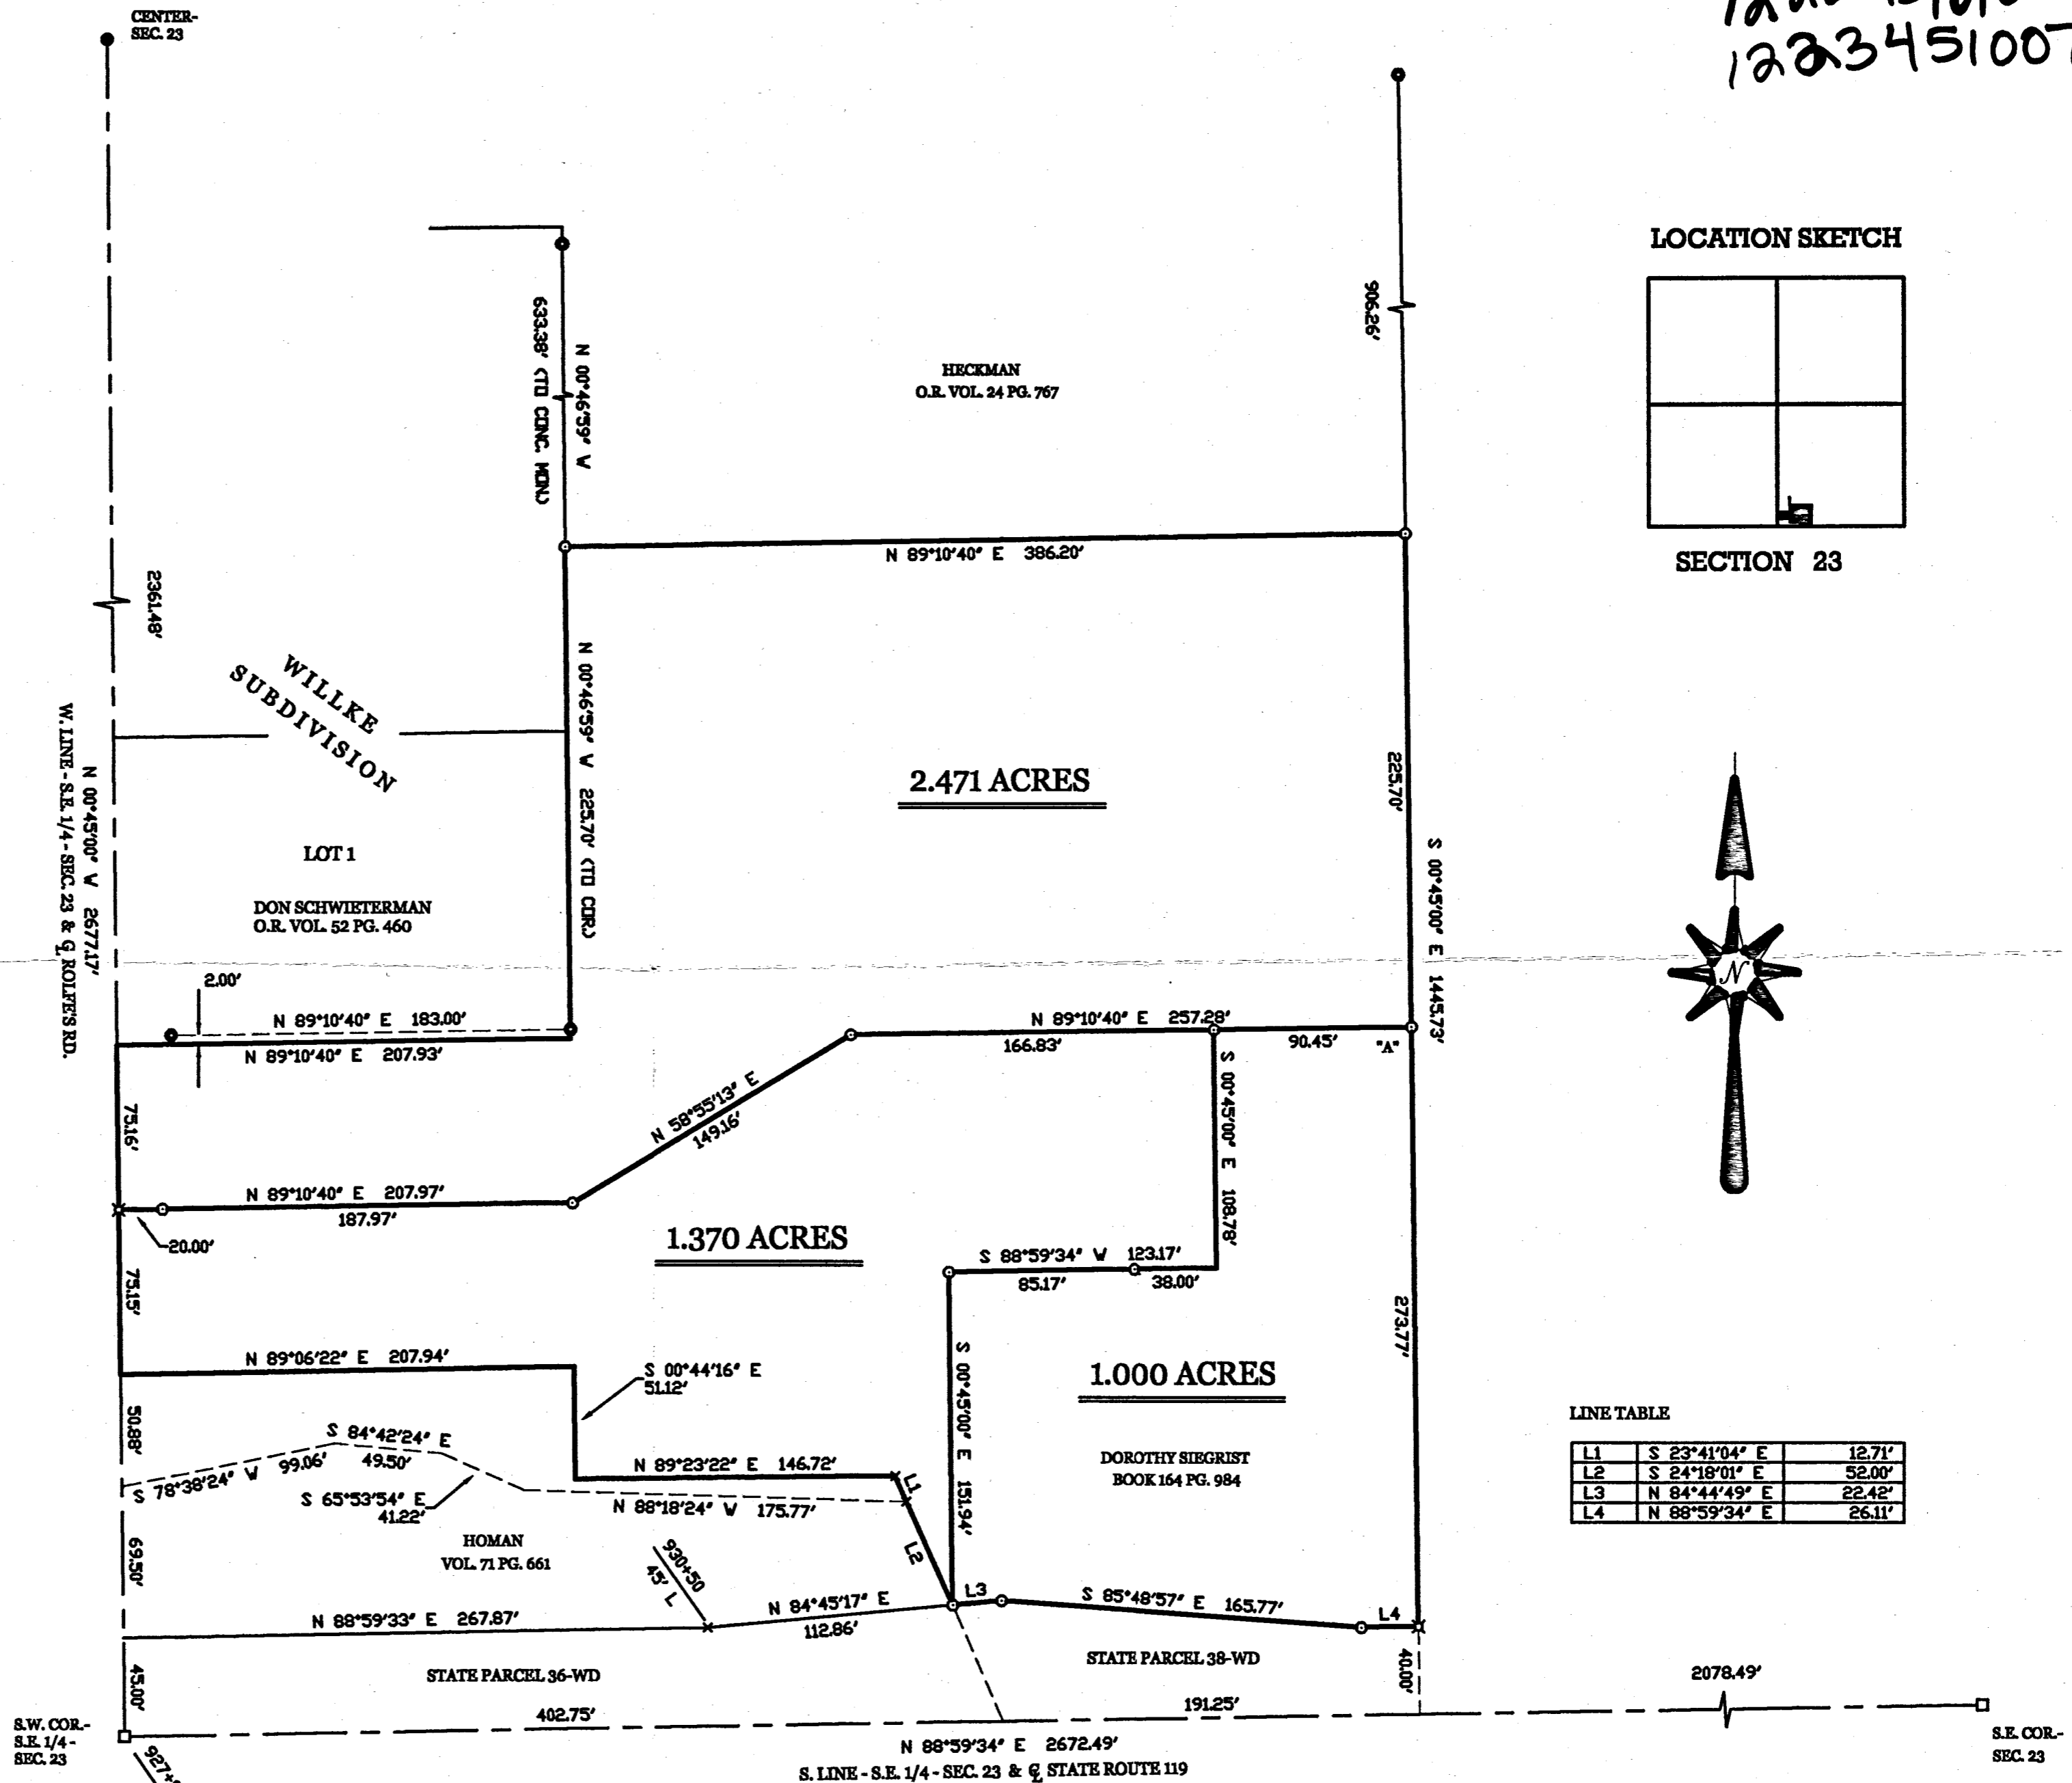 CENTER-
SEC. 23
1223451007
LOCATION SKETCH
SECTION 23
906.26'
633.38' (TO CONC. MON.)
N 00°46'59" W
HECKMAN
O.R. VOL. 24 PG. 767
N 89°10'40" E 386.20'
2361.48'
WILLKE
SUBDIVISION
N 00°46'59" W 225.70' (TO COR.)
2.471 ACRES
225.70'
S 00°45'00" E 1445.73'
N 00°45'00" W 2677.17'
W. LINE - S.E. 1/4 - SEC. 23 & ℄ ROLFES RD.
LOT 1
DON SCHWIETERMAN
O.R. VOL. 52 PG. 460
N
2.00'
N 89°10'40" E 183.00'
N 89°10'40" E 207.93'
N 89°10'40" E 257.28'
166.83'
90.45'
"A"
75.16'
N 58°55'13" E
149.16'
S 00°45'00" E 108.78'
N 89°10'40" E 207.97'
187.97'
20.00'
1.370 ACRES
75.15'
S 88°59'34" W 123.17'
85.17'
38.00'
273.77'
N 89°06'22" E 207.94'
S 00°44'16" E
51.12'
S 00°45'00" E 151.94'
1.000 ACRES
DOROTHY SIEGRIST
BOOK 164 PG. 984
50.88'
S 78°38'24" W 99.06'
S 84°42'24" E
49.50'
S 65°53'54" E
41.22'
N 89°23'22" E 146.72'
L1
N 88°18'24" W 175.77'
L2
HOMAN
VOL. 71 PG. 661
69.50'
930+50
45' L
N 88°59'33" E 267.87'
N 84°45'17" E
112.86'
L3
S 85°48'57" E 165.77'
L4
LINE TABLE
L1 S 23°41'04" E 12.71'
L2 S 24°18'01" E 52.00'
L3 N 84°44'49" E 22.42'
L4 N 88°59'34" E 26.11'
STATE PARCEL 36-WD
STATE PARCEL 38-WD
45.00'
40.00'
402.75'
191.25'
2078.49'
S.W. COR.-
S.E. 1/4 -
SEC. 23
N 88°59'34" E 2672.49'
S. LINE - S.E. 1/4 - SEC. 23 & ℄ STATE ROUTE 119
S.E. COR.-
SEC. 23